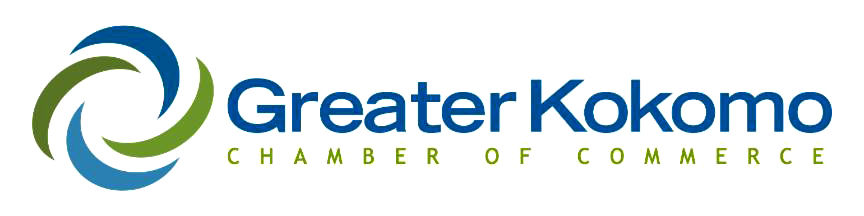 Greater Kokomo
CHAMBER OF COMMERCE